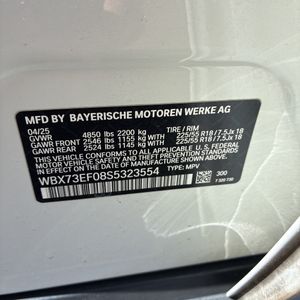 MFD BY BAYERISCHE MOTOREN WERKE AG
04/25 TIRE / RIM
GVWR 4850 lbs 2200 kg
GAWR FRONT 2546 lbs 1155 kg WITH 225/55 R18 / 7.5Jx 18
GAWR REAR 2524 lbs 1145 kg WITH 225/55 R18 / 7.5Jx 18
THIS VEHICLE CONFORMS TO ALL APPLICABLE U.S. FEDERAL
MOTOR VEHICLE SAFETY, BUMPER, AND THEFT PREVENTION
STANDARDS IN EFFECT ON THE DATE OF MANUFACTURE SHOWN ABOVE.
WBX73EF08S5323554 TYPE: MPV 300